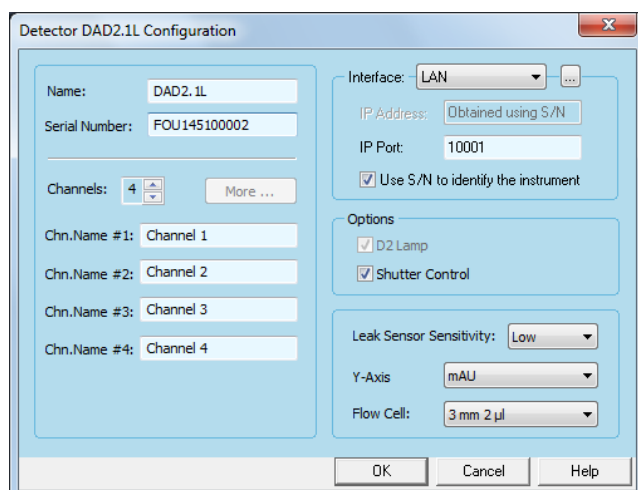 Detector DAD2.1L Configuration
Name: DAD2.1L
Serial Number: FOU145100002
Channels: 4 More ...
Chn.Name #1: Channel 1
Chn.Name #2: Channel 2
Chn.Name #3: Channel 3
Chn.Name #4: Channel 4
Interface: LAN ...
IP Address: Obtained using S/N
IP Port: 10001
Use S/N to identify the instrument
Options
D2 Lamp
Shutter Control
Leak Sensor Sensitivity: Low
Y-Axis mAU
Flow Cell: 3 mm 2 µl
OK Cancel Help